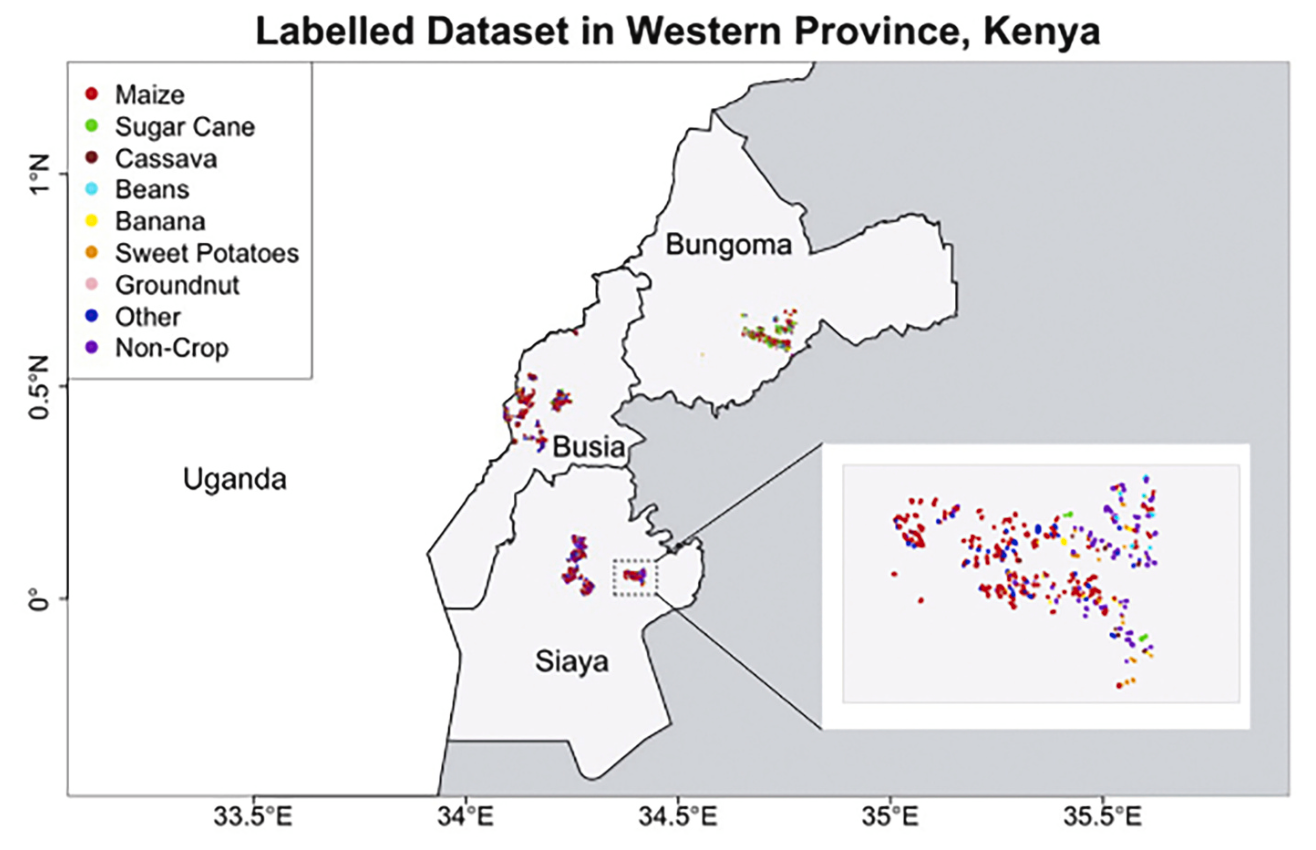 Labelled Dataset in Western Province, Kenya
Maize
Sugar Cane
Cassava
Beans
Banana
Sweet Potatoes
Groundnut
Other
Non-Crop
1°N
0.5°N
0°
Bungoma
Busia
Uganda
Siaya
33.5°E
34°E
34.5°E
35°E
35.5°E